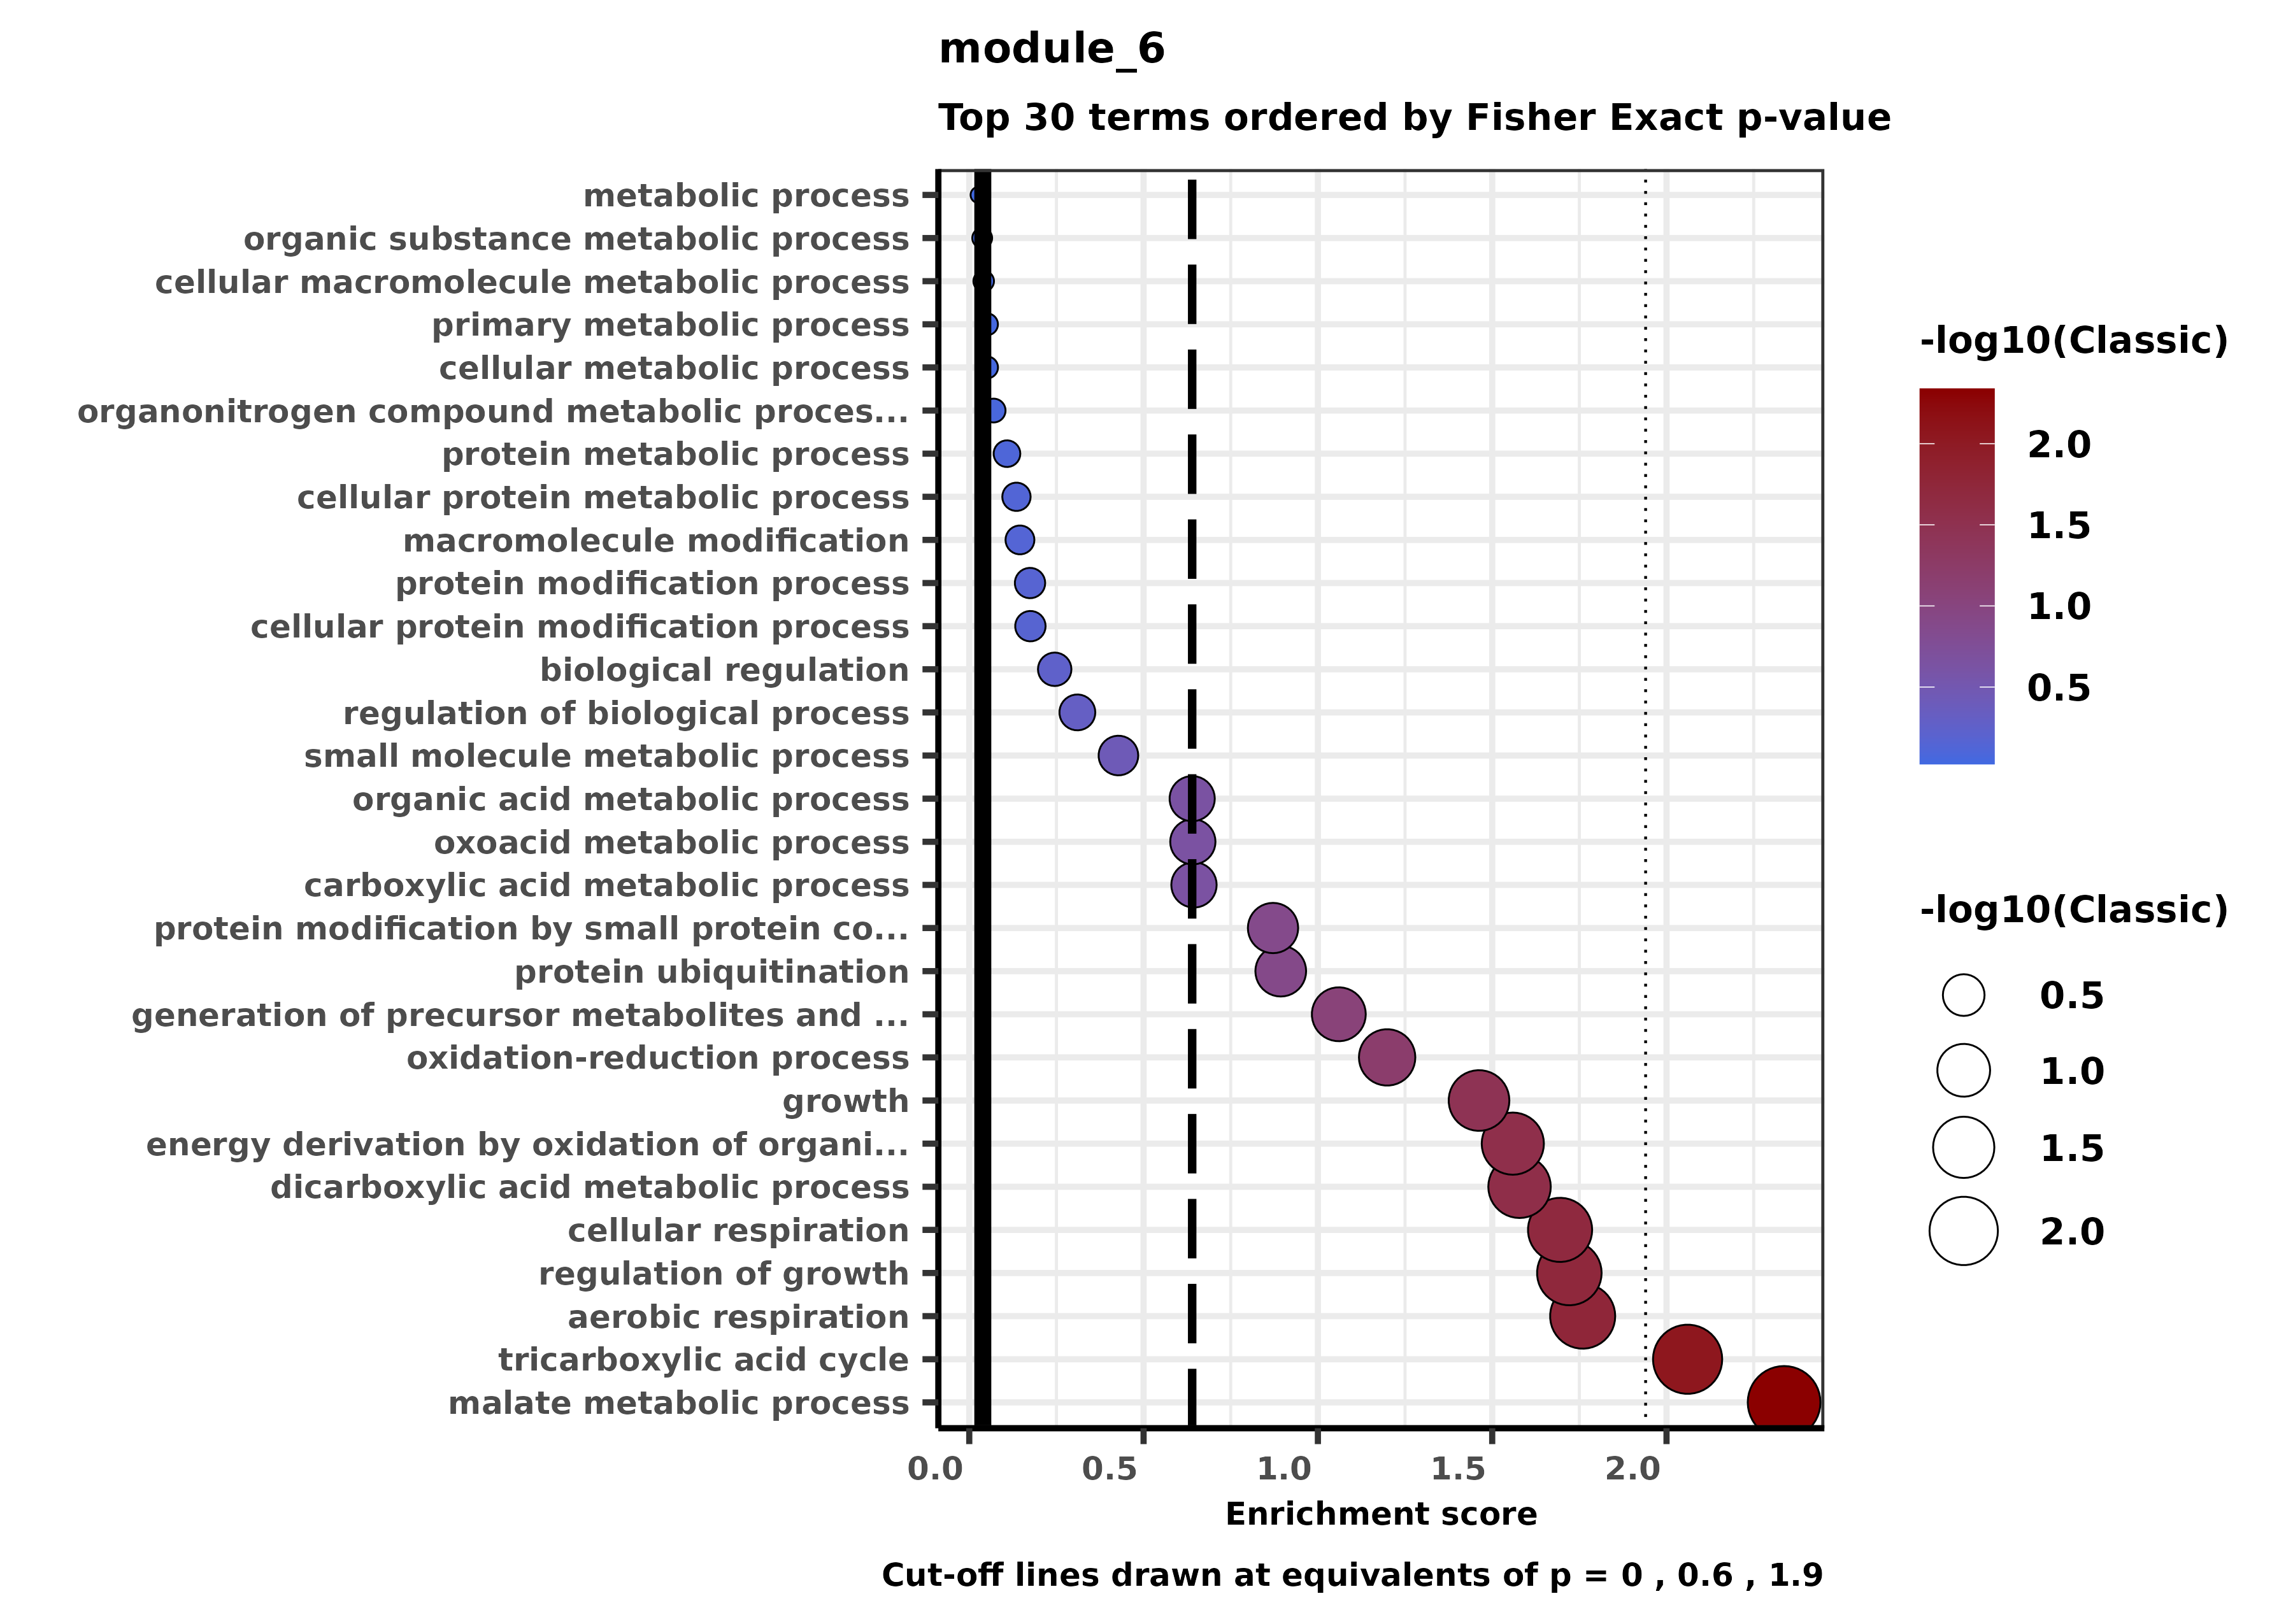 module_6
Top 30 terms ordered by Fisher Exact p-value
metabolic process
organic substance metabolic process
cellular macromolecule metabolic process
primary metabolic process
cellular metabolic process
organonitrogen compound metabolic proces...
protein metabolic process
cellular protein metabolic process
macromolecule modification
protein modification process
cellular protein modification process
biological regulation
regulation of biological process
small molecule metabolic process
organic acid metabolic process
oxoacid metabolic process
carboxylic acid metabolic process
protein modification by small protein co...
protein ubiquitination
generation of precursor metabolites and ...
oxidation-reduction process
growth
energy derivation by oxidation of organi...
dicarboxylic acid metabolic process
cellular respiration
regulation of growth
aerobic respiration
tricarboxylic acid cycle
malate metabolic process
0.0 0.5 1.0 1.5 2.0
Enrichment score
Cut-off lines drawn at equivalents of p = 0 , 0.6 , 1.9
-log10(Classic)
2.0
1.5
1.0
0.5
-log10(Classic)
0.5
1.0
1.5
2.0